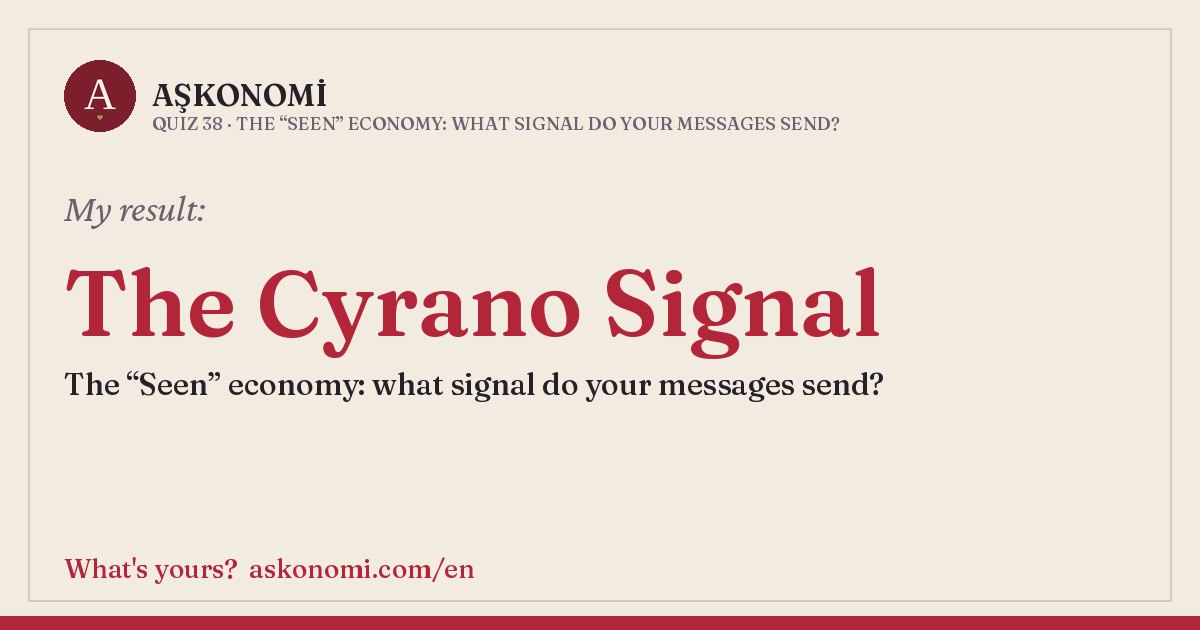 A
AŞKONOMİ
QUIZ 38 · THE “SEEN” ECONOMY: WHAT SIGNAL DO YOUR MESSAGES SEND?
My result:
The Cyrano Signal
The “Seen” economy: what signal do your messages send?
What's yours? askonomi.com/en